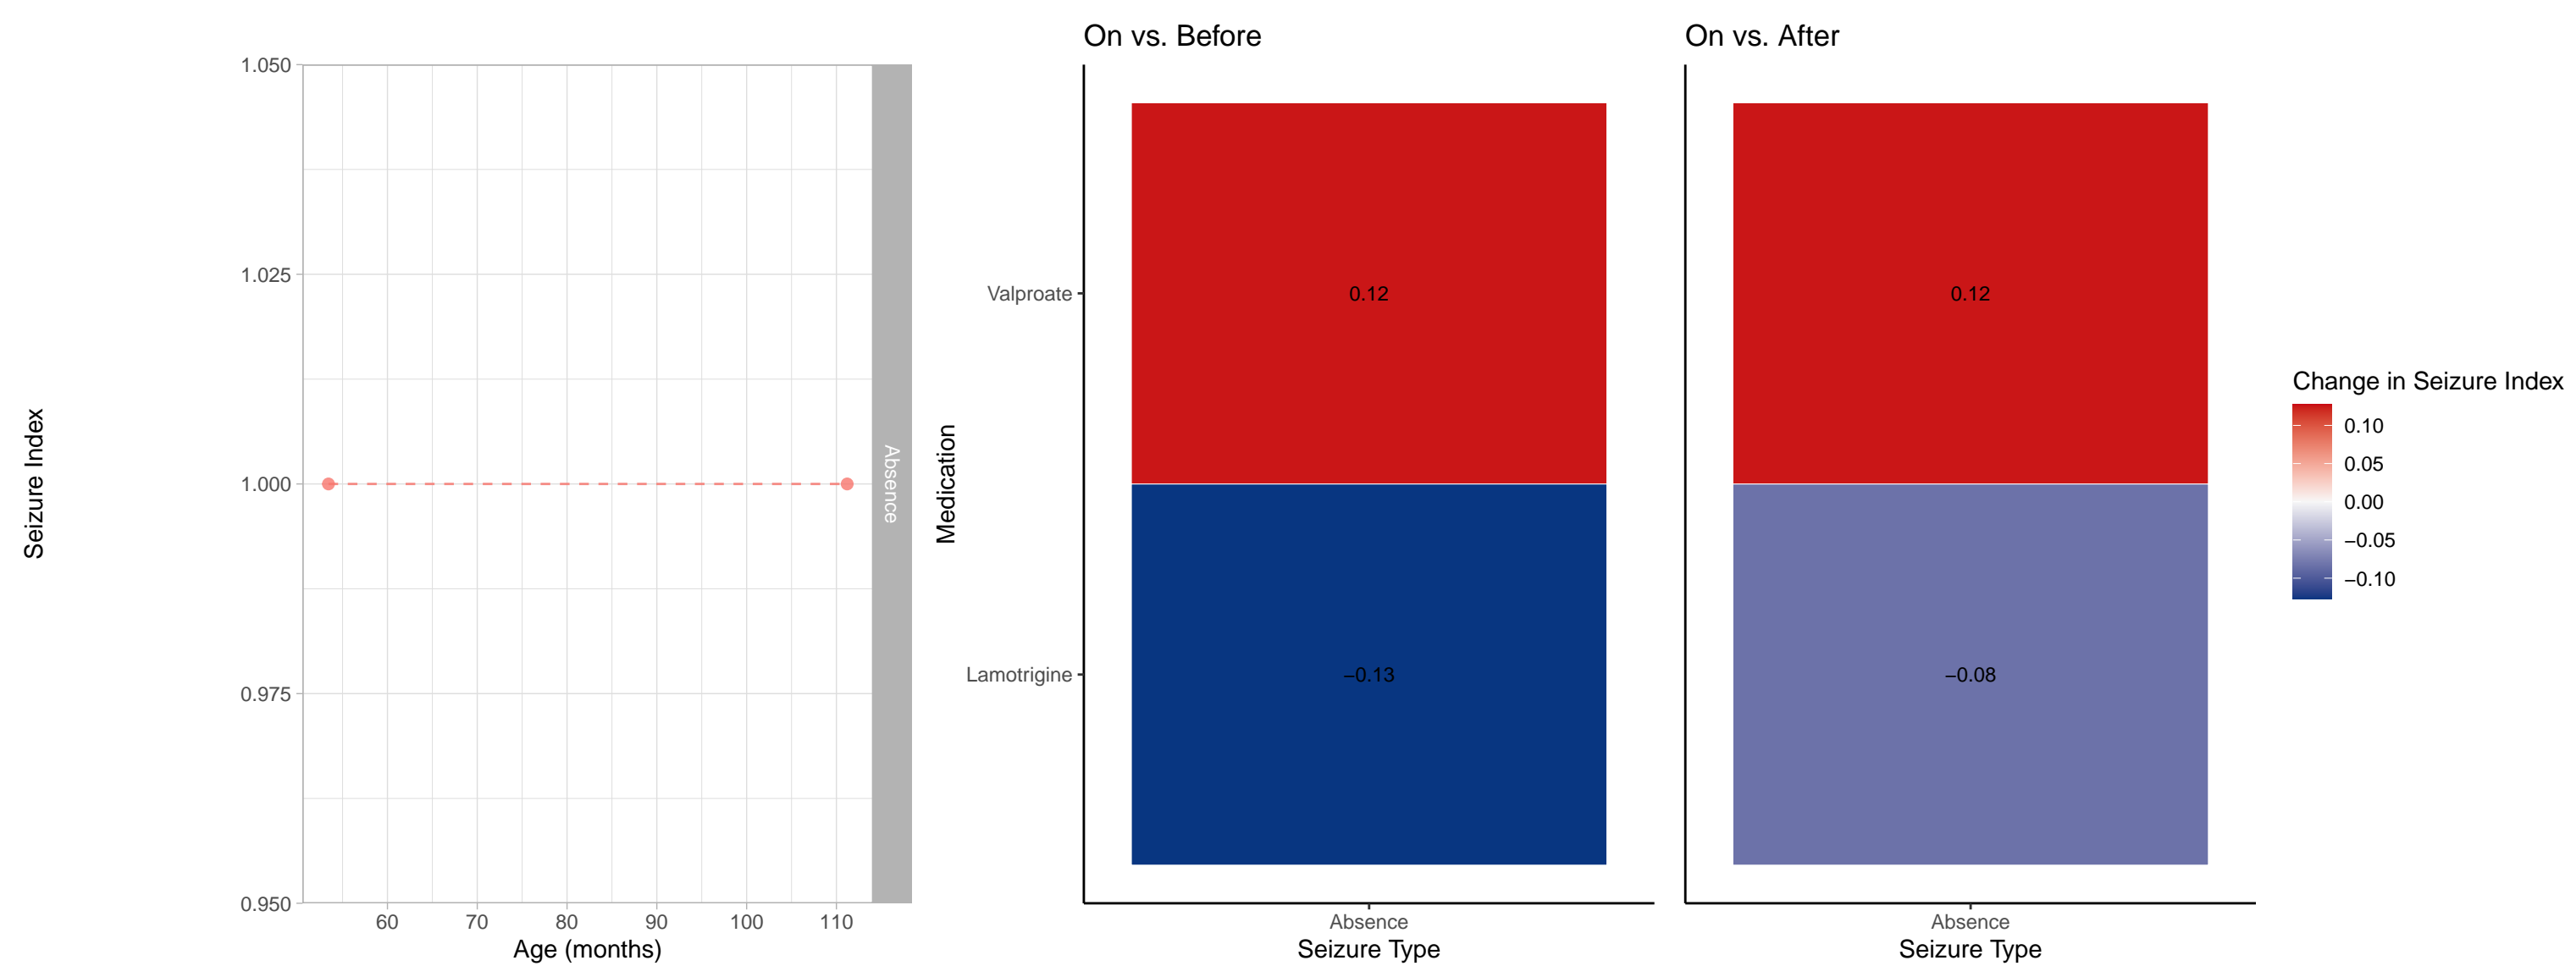 Seizure Index
1.050
1.025
1.000
0.975
0.950
60 70 80 90 100 110
Age (months)
Absence
On vs. Before
Medication
Valproate
Lamotrigine
0.12
−0.13
Absence
Seizure Type
On vs. After
0.12
−0.08
Absence
Seizure Type
Change in Seizure Index
0.10
0.05
0.00
−0.05
−0.10